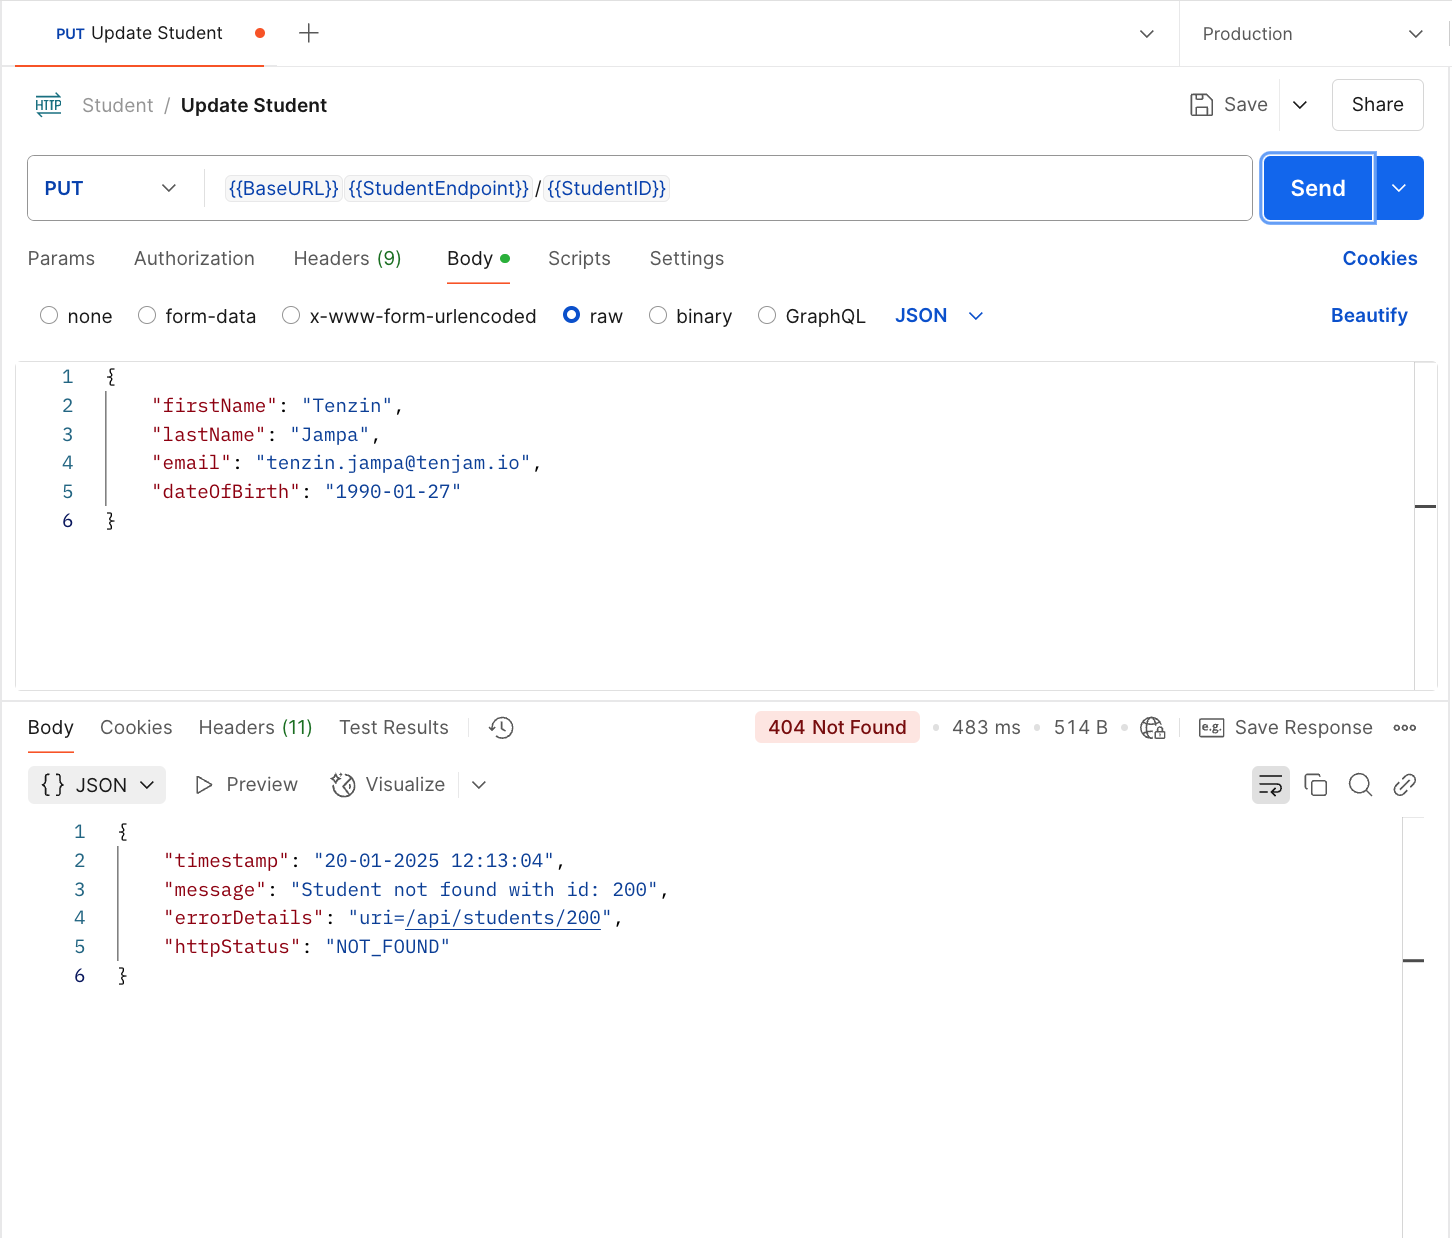 PUT Update Student
Production
HTTP Student / Update Student
Save
Share
PUT
{{BaseURL}} {{StudentEndpoint}} / {{StudentID}}
Send
Params Authorization Headers (9) Body Scripts Settings
Cookies
none form-data x-www-form-urlencoded raw binary GraphQL JSON
Beautify
1 {
2 "firstName": "Tenzin",
3 "lastName": "Jampa",
4 "email": "tenzin.jampa@tenjam.io",
5 "dateOfBirth": "1990-01-27"
6 }
Body Cookies Headers (11) Test Results
404 Not Found 483 ms 514 B e.g. Save Response
{} JSON Preview Visualize
1 {
2 "timestamp": "20-01-2025 12:13:04",
3 "message": "Student not found with id: 200",
4 "errorDetails": "uri=/api/students/200",
5 "httpStatus": "NOT_FOUND"
6 }